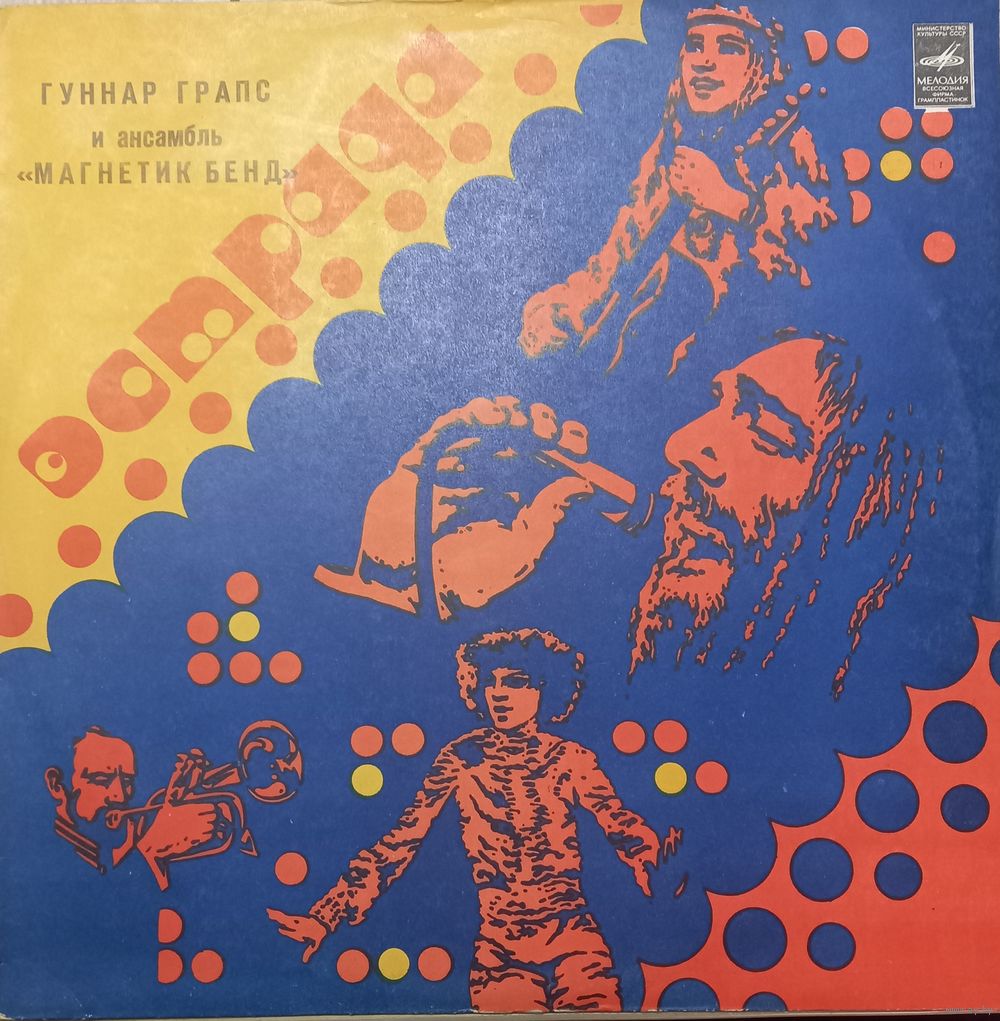 ГУННАР ГРАПС
и ансамбль
«МАГНЕТИК БЕНД»
эстрада
МИНИСТЕРСТВО
КУЛЬТУРЫ СССР
МЕЛОДИЯ
ВСЕСОЮЗНАЯ
ФИРМА
ГРАМПЛАСТИНОК